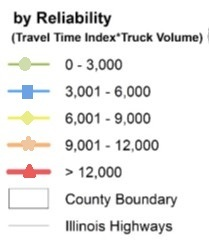 by Reliability
(Travel Time Index*Truck Volume)
0 - 3,000
3,001 - 6,000
6,001 - 9,000
9,001 - 12,000
> 12,000
County Boundary
Illinois Highways